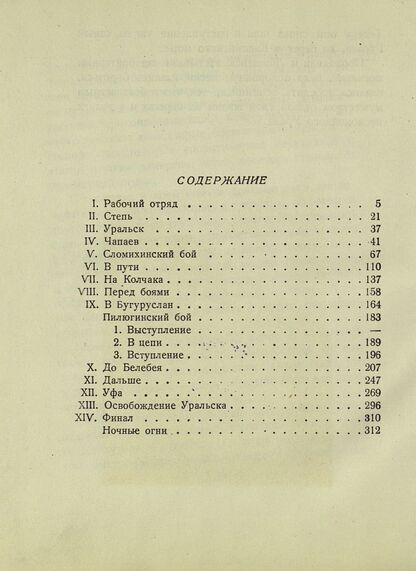 СОДЕРЖАНИЕ
I. Рабочий отряд . . . . . . . . . . . . . . . . 5
II. Степь . . . . . . . . . . . . . . . . 21
III. Уральск . . . . . . . . . . . . . . . . 37
IV. Чапаев . . . . . . . . . . . . . . . . 41
V. Сломихинский бой . . . . . . . . . . . . 67
VI. В пути . . . . . . . . . . . . . . . . 110
VII. На Колчака . . . . . . . . . . . . . . . 137
VIII. Перед боями . . . . . . . . . . . . . . 158
IX. В Бугуруслан . . . . . . . . . . . . . . 164
Пилюгинский бой . . . . . . . . . . . . 183
1. Выступление . . . . . . . . . . . . —
2. В цепи . . . . . . . . . . . . . . 189
3. Вступление . . . . . . . . . . . . 196
X. До Белебея . . . . . . . . . . . . . . 207
XI. Дальше . . . . . . . . . . . . . . . . 247
XII. Уфа . . . . . . . . . . . . . . . . 269
XIII. Освобождение Уральска . . . . . . . . . . 296
XIV. Финал . . . . . . . . . . . . . . . . 310
Ночные огни . . . . . . . . . . . . . . 312